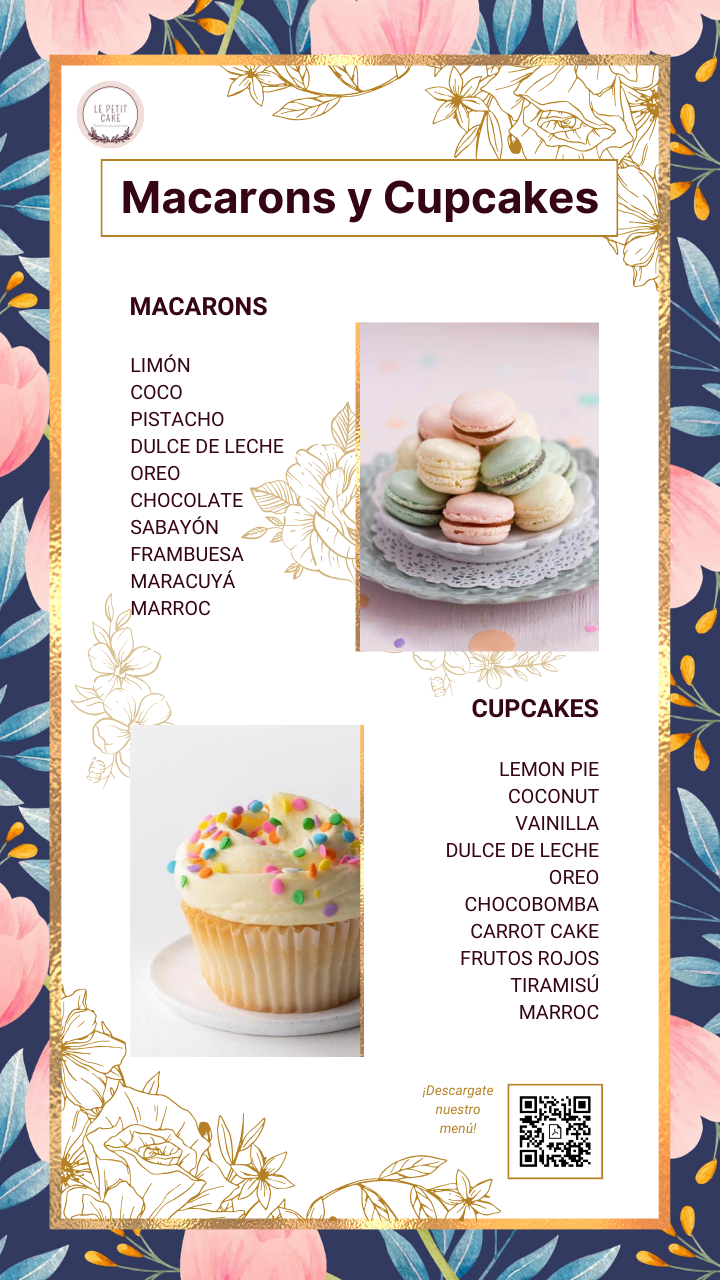 LE PETIT
CAKE
Macarons y Cupcakes
MACARONS
LIMÓN
COCO
PISTACHO
DULCE DE LECHE
OREO
CHOCOLATE
SABAYÓN
FRAMBUESA
MARACUYÁ
MARROC
CUPCAKES
LEMON PIE
COCONUT
VAINILLA
DULCE DE LECHE
OREO
CHOCOBOMBA
CARROT CAKE
FRUTOS ROJOS
TIRAMISÚ
MARROC
¡Descargate
nuestro
menú!